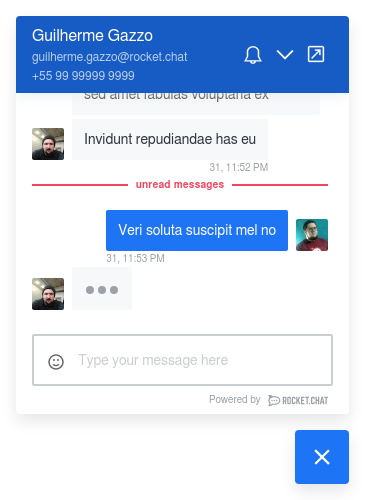 Guilherme Gazzo
guilherme.gazzo@rocket.chat
+55 99 99999 9999
sed amet fabulas voluptaria ex
Invidunt repudiandae has eu
31, 11:52 PM
unread messages
Veri soluta suscipit mel no
31, 11:53 PM
Type your message here
Powered by ROCKET.CHAT